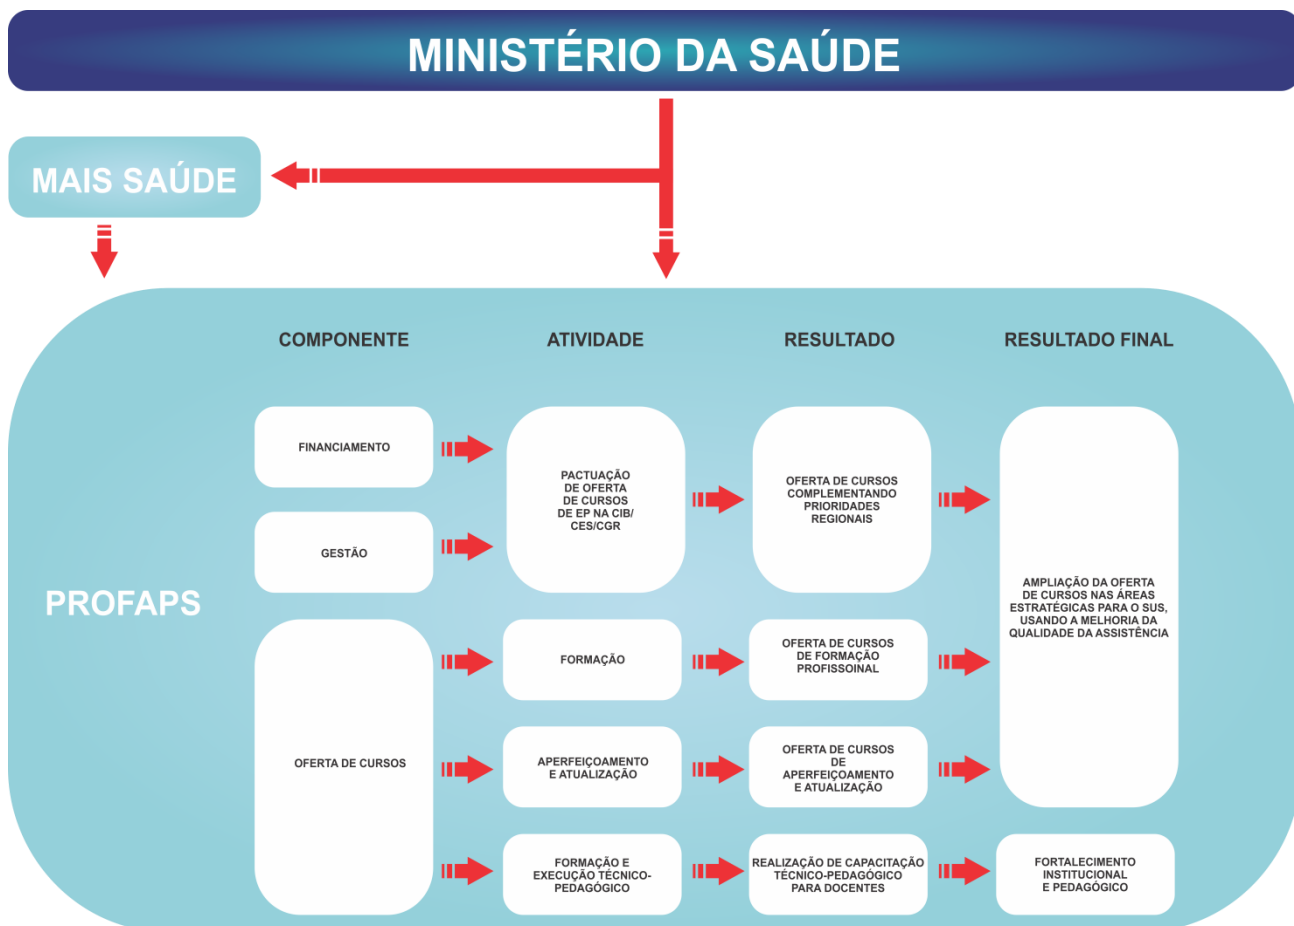 MINISTÉRIO DA SAÚDE
MAIS SAÚDE
COMPONENTE
ATIVIDADE
RESULTADO
RESULTADO FINAL
FINANCIAMENTO
GESTÃO
PACTUAÇÃO
DE OFERTA
DE CURSOS
DE EP NA CIB/
CES/CGR
OFERTA DE CURSOS
COMPLEMENTANDO
PRIORIDADES
REGIONAIS
AMPLIAÇÃO DA OFERTA
DE CURSOS NAS ÁREAS
ESTRATÉGICAS PARA O SUS,
USANDO A MELHORIA DA
QUALIDADE DA ASSISTÊNCIA
PROFAPS
OFERTA DE CURSOS
FORMAÇÃO
OFERTA DE CURSOS
DE FORMAÇÃO
PROFISSOINAL
APERFEIÇOAMENTO
E ATUALIZAÇÃO
OFERTA DE CURSOS
DE
APERFEIÇOAMENTO
E ATUALIZAÇÃO
FORMAÇÃO E
EXECUÇÃO TÉCNICO-
PEDAGÓGICO
REALIZAÇÃO DE CAPACITAÇÃO
TÉCNICO-PEDAGÓGICO
PARA DOCENTES
FORTALECIMENTO
INSTITUCIONAL
E PEDAGÓGICO